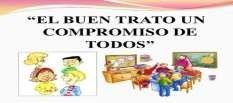 “EL BUEN TRATO UN
COMPROMISO DE
TODOS”